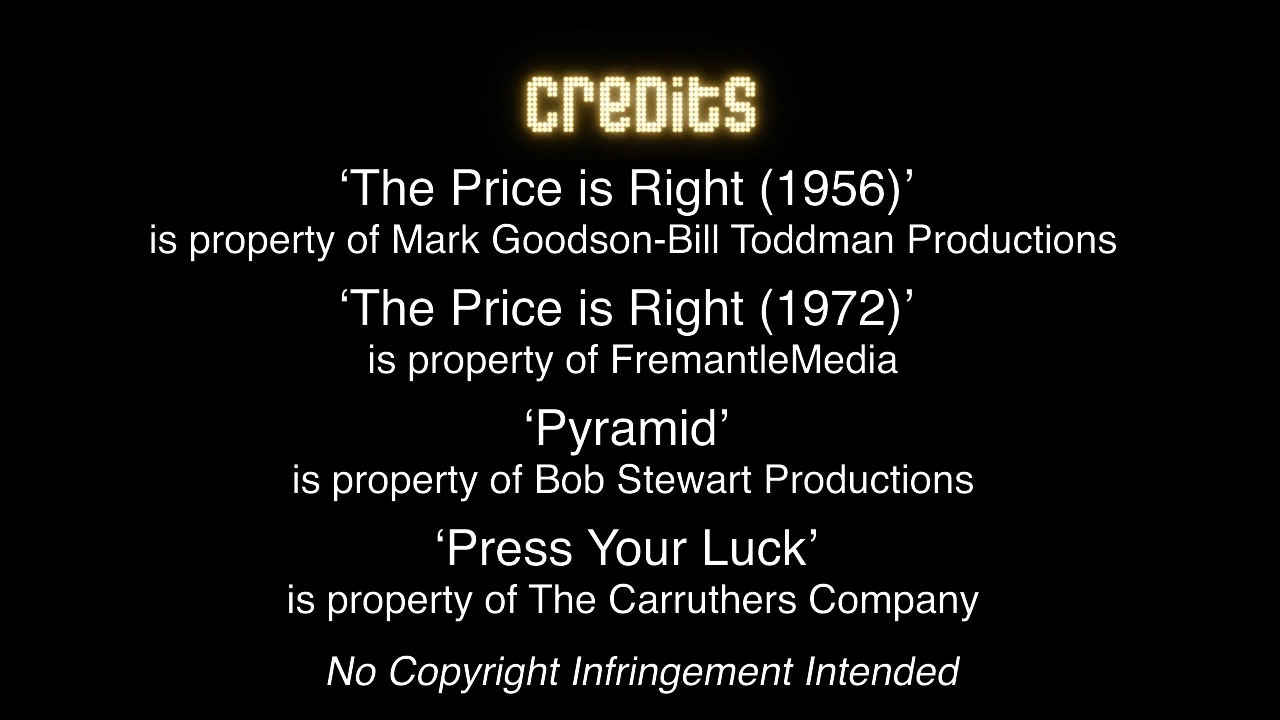 creDits
‘The Price is Right (1956)’
is property of Mark Goodson-Bill Toddman Productions
‘The Price is Right (1972)’
is property of FremantleMedia
‘Pyramid’
is property of Bob Stewart Productions
‘Press Your Luck’
is property of The Carruthers Company
No Copyright Infringement Intended